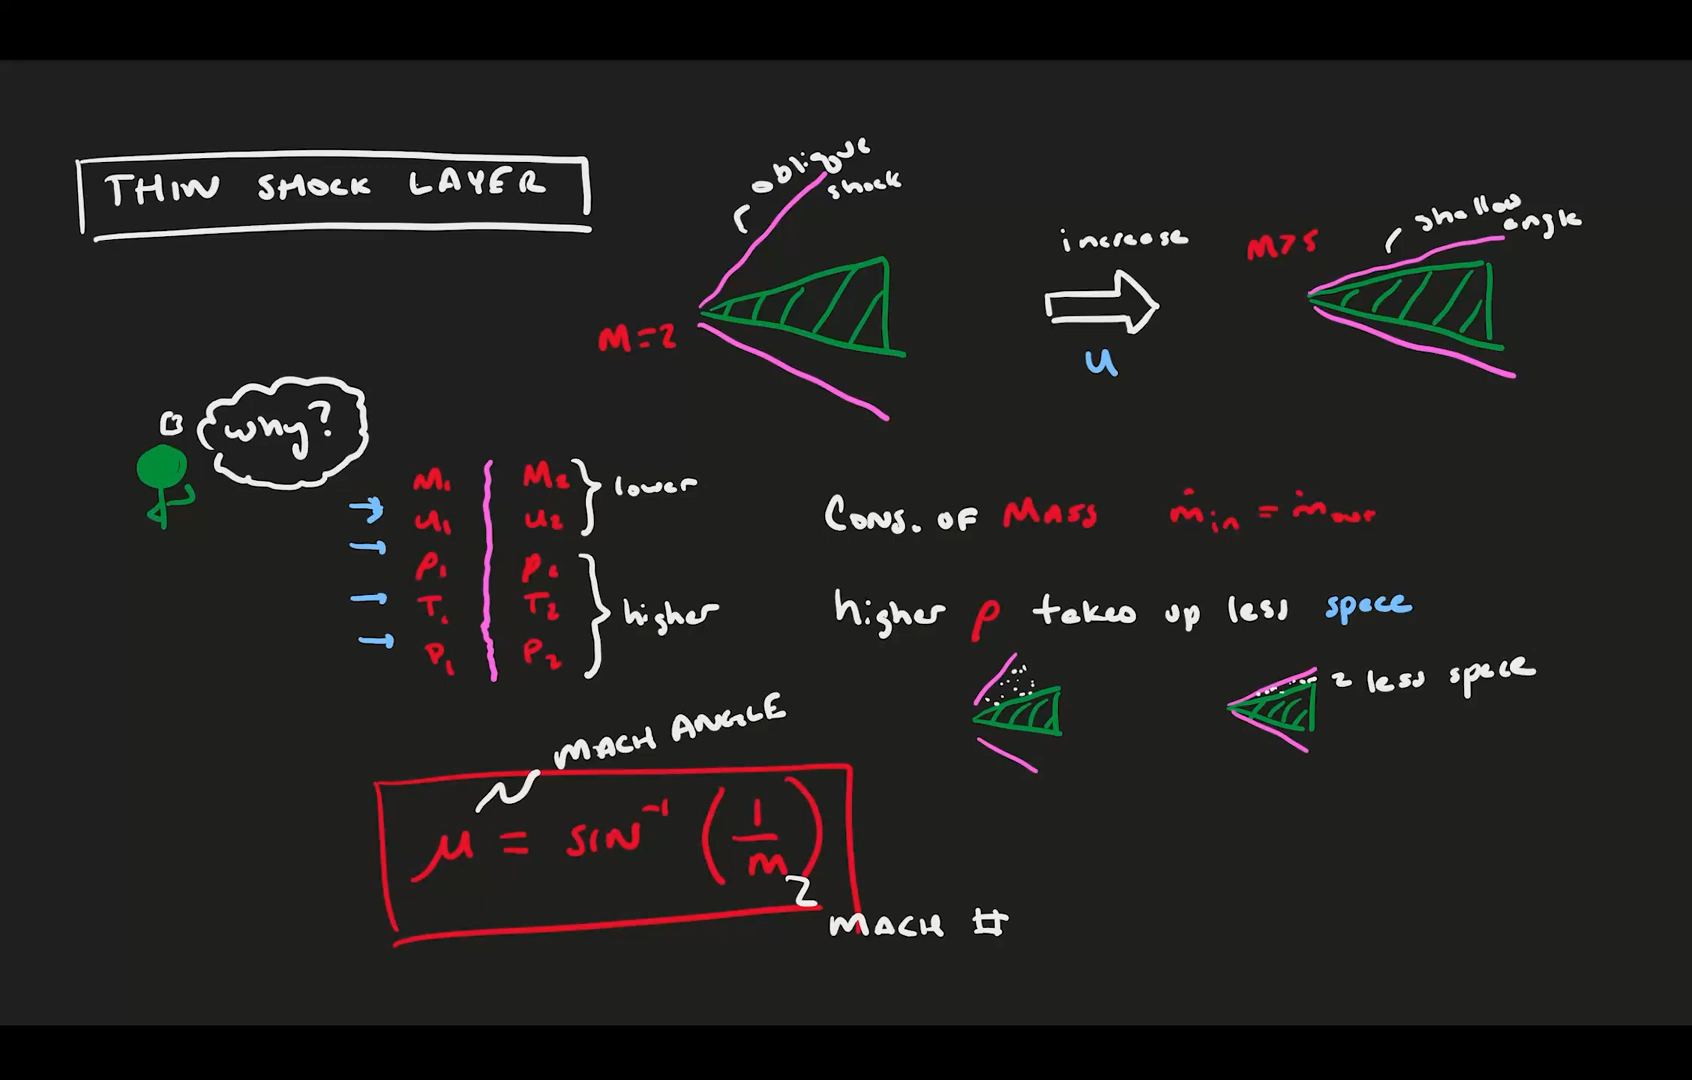 THIN SHOCK LAYER
oblique
shock
M=2
increase
u
M>5
shallow
angle
why?
M₁ M₂
u₁ u₂
lower
ρ₁ ρ₂
T₁ T₂
P₁ P₂
higher
CONS. OF MASS ṁin = ṁout
higher ρ takes up less space
less space
MACH ANGLE
μ = sin⁻¹ (1/M)
MACH #